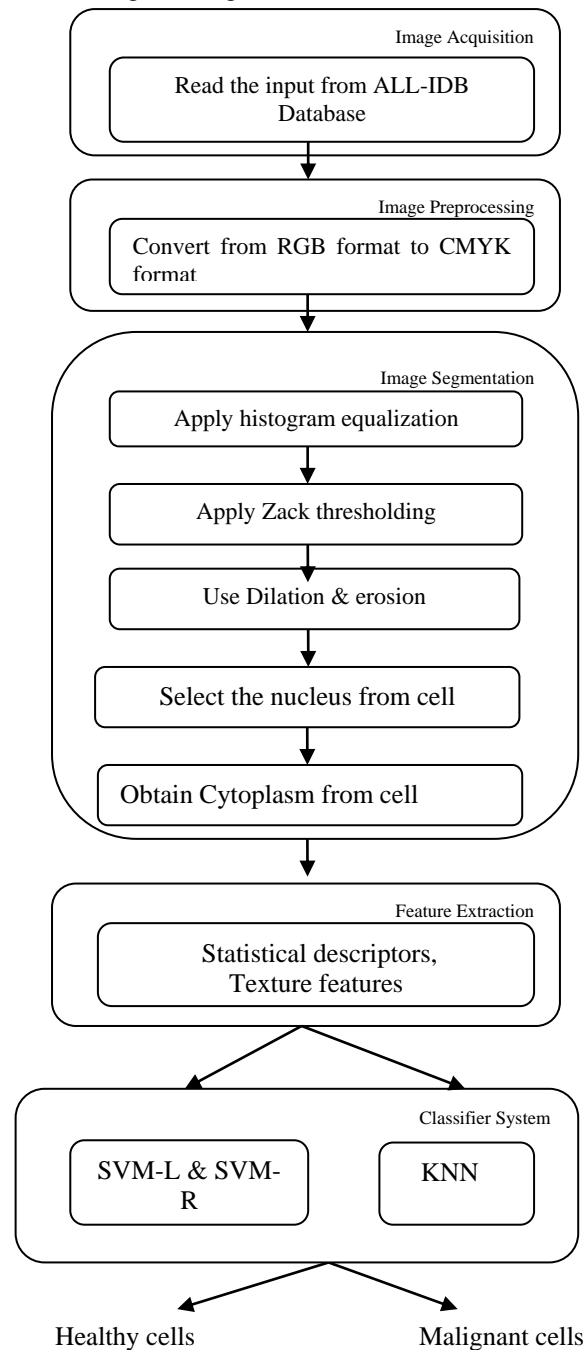 Image Acquisition
Read the input from ALL-IDB
Database
Image Preprocessing
Convert from RGB format to CMYK
format
Image Segmentation
Apply histogram equalization
Apply Zack thresholding
Use Dilation & erosion
Select the nucleus from cell
Obtain Cytoplasm from cell
Feature Extraction
Statistical descriptors,
Texture features
Classifier System
SVM-L & SVM-
R
KNN
Healthy cells
Malignant cells